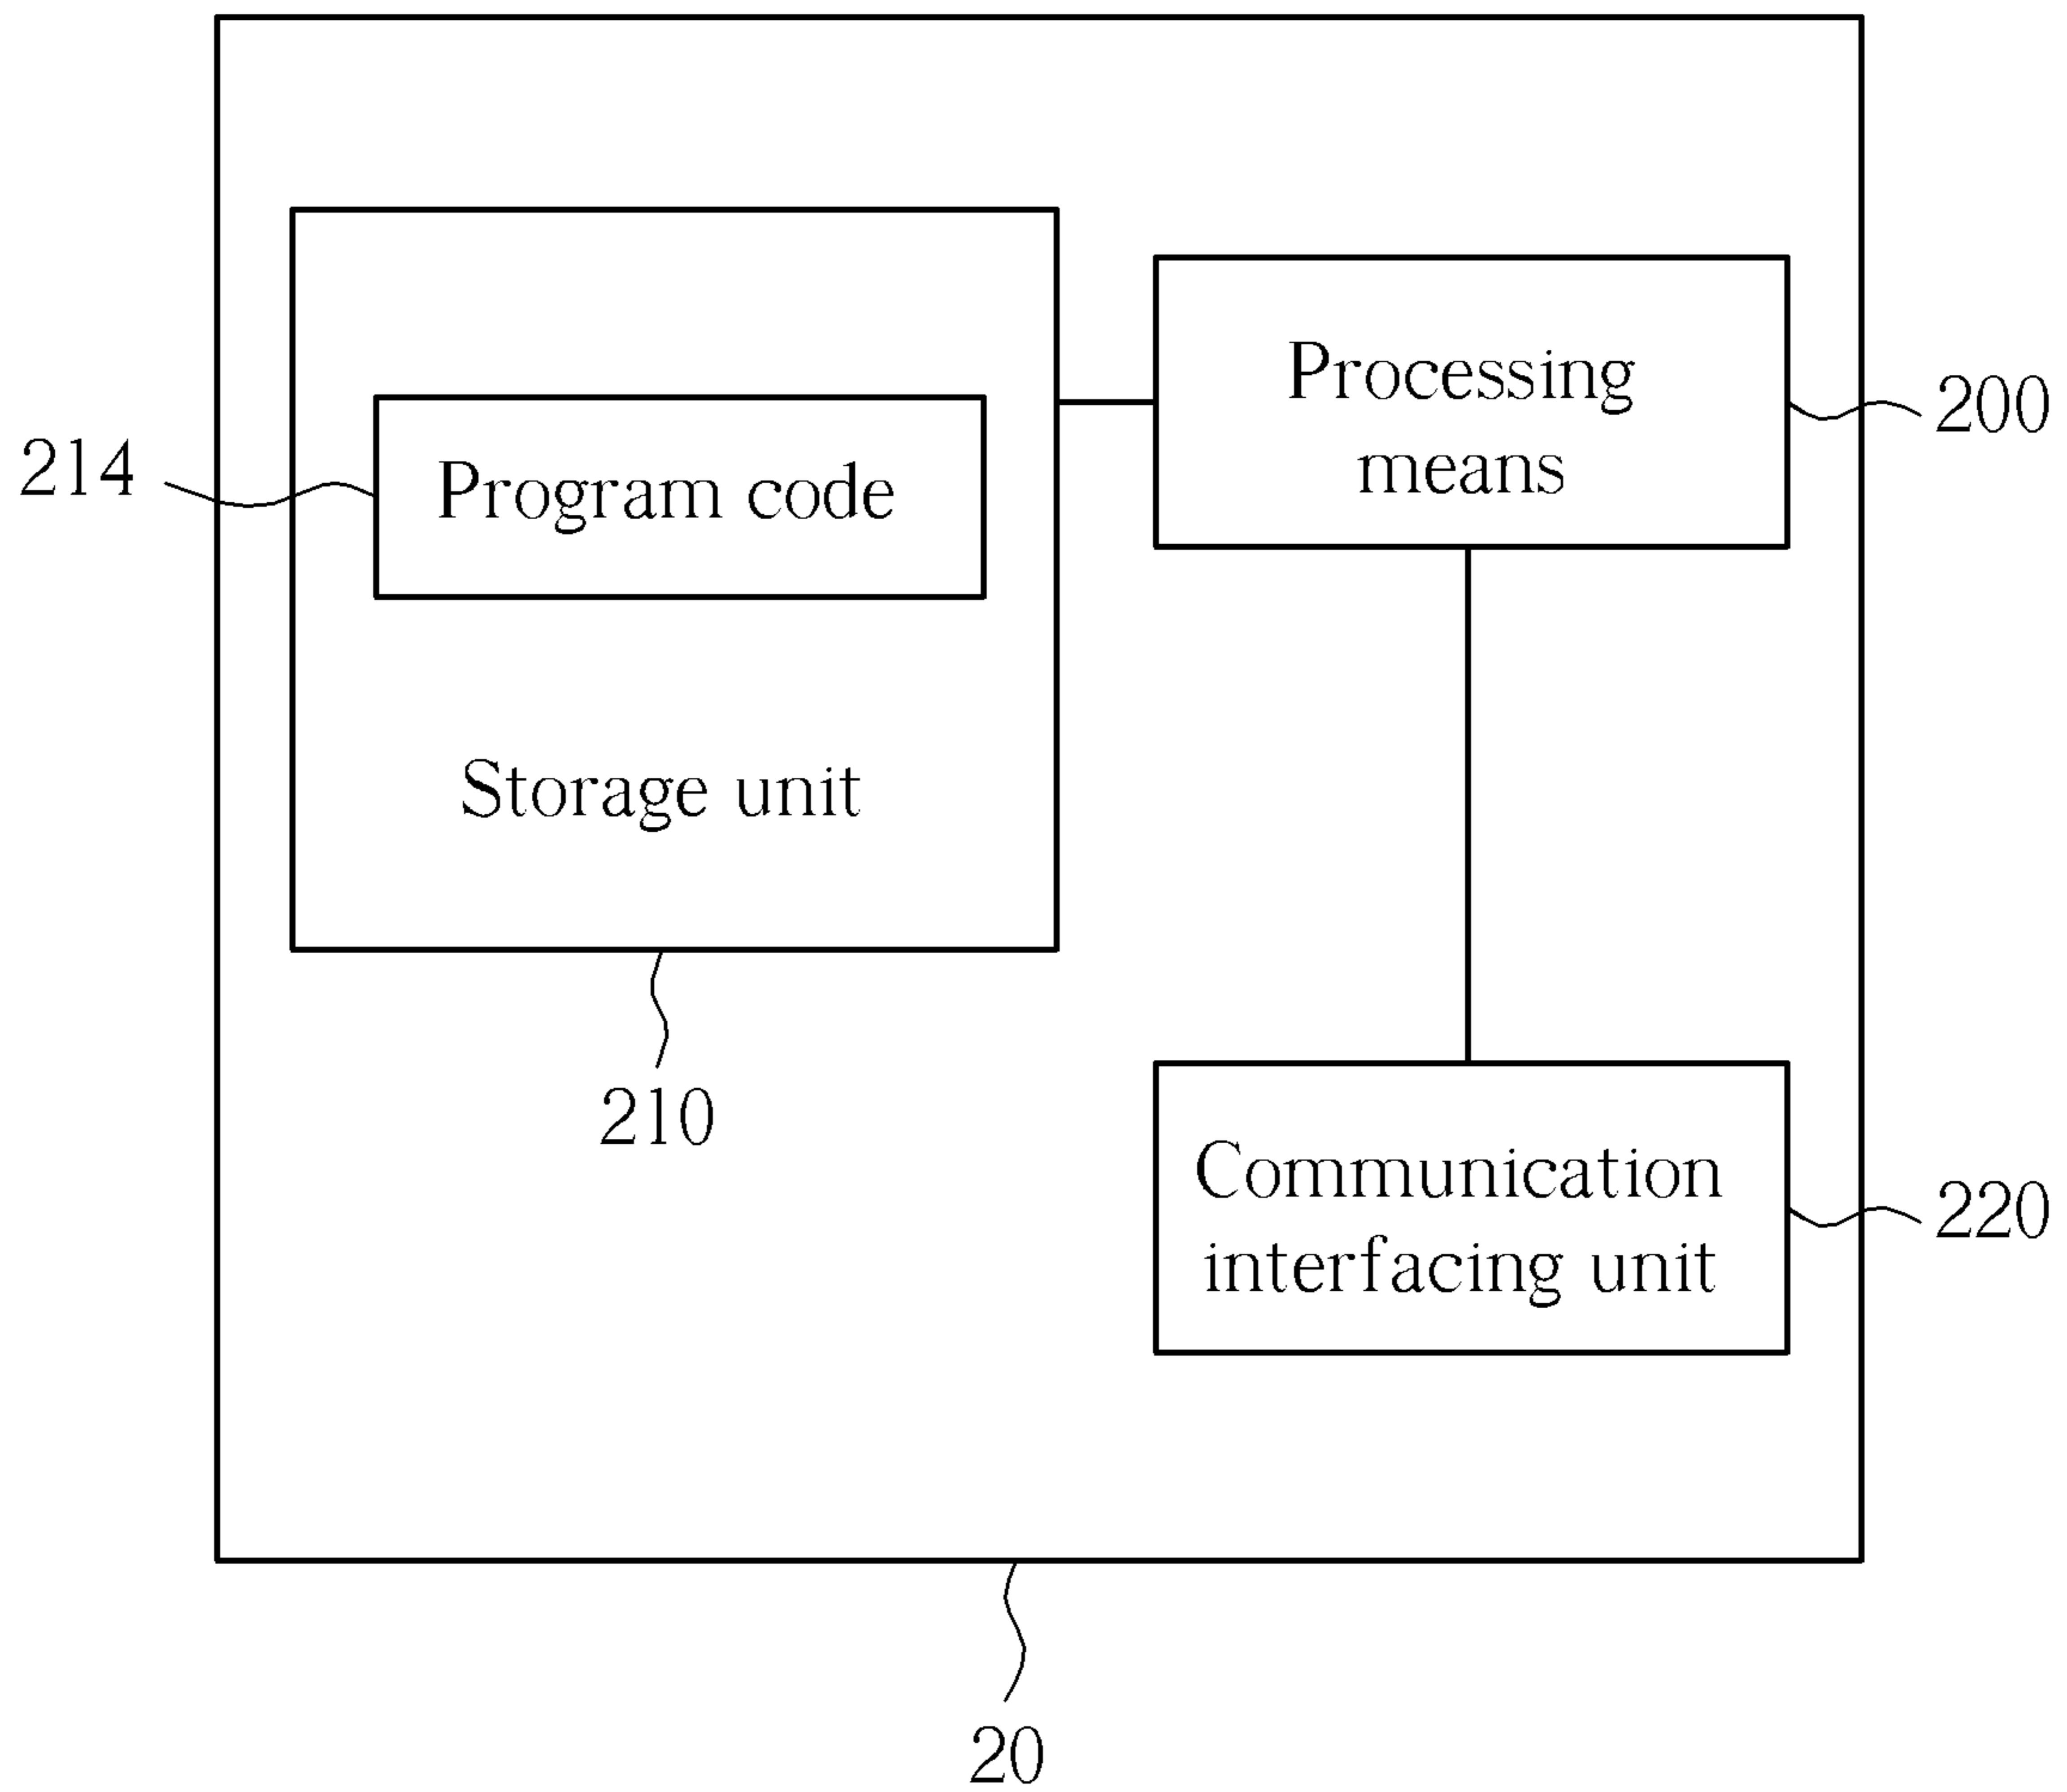 Processing
means
200
214
Program code
Storage unit
210
Communication
interfacing unit
220
20